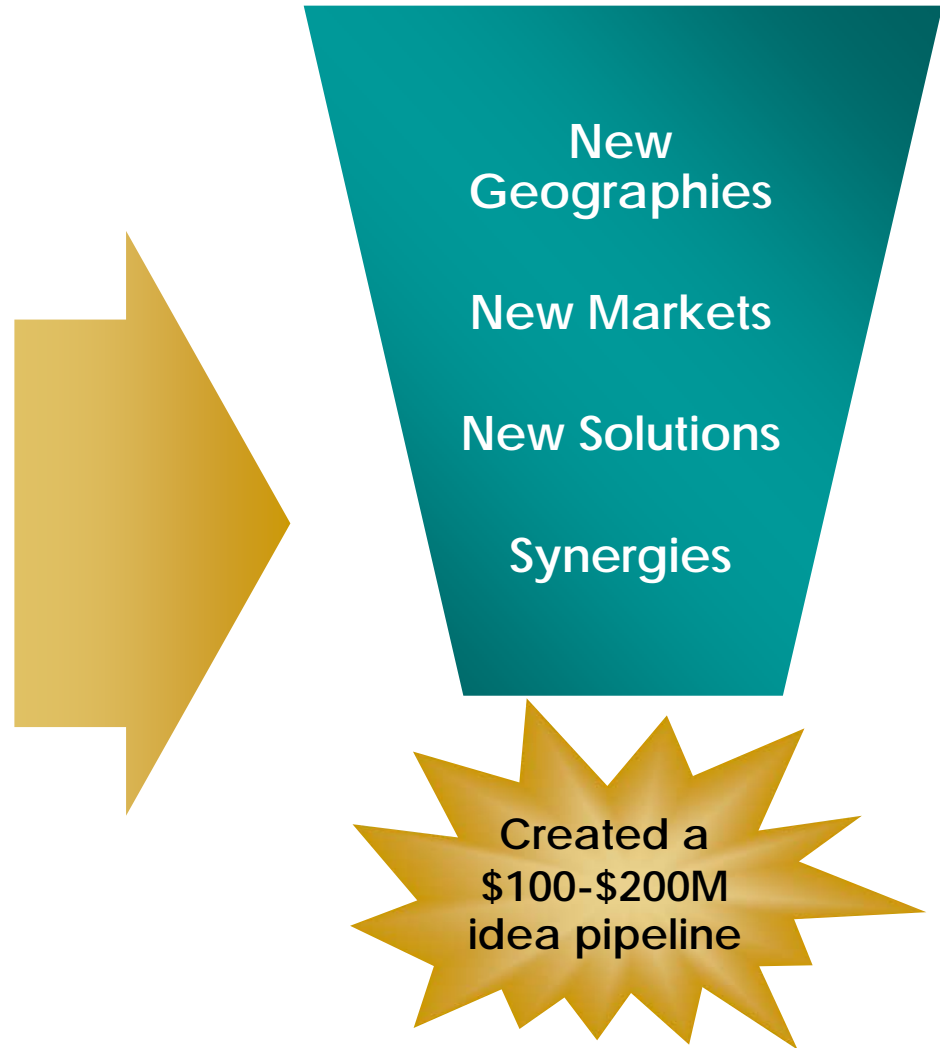 New
Geographies
New Markets
New Solutions
Synergies
Created a
$100-$200M
idea pipeline